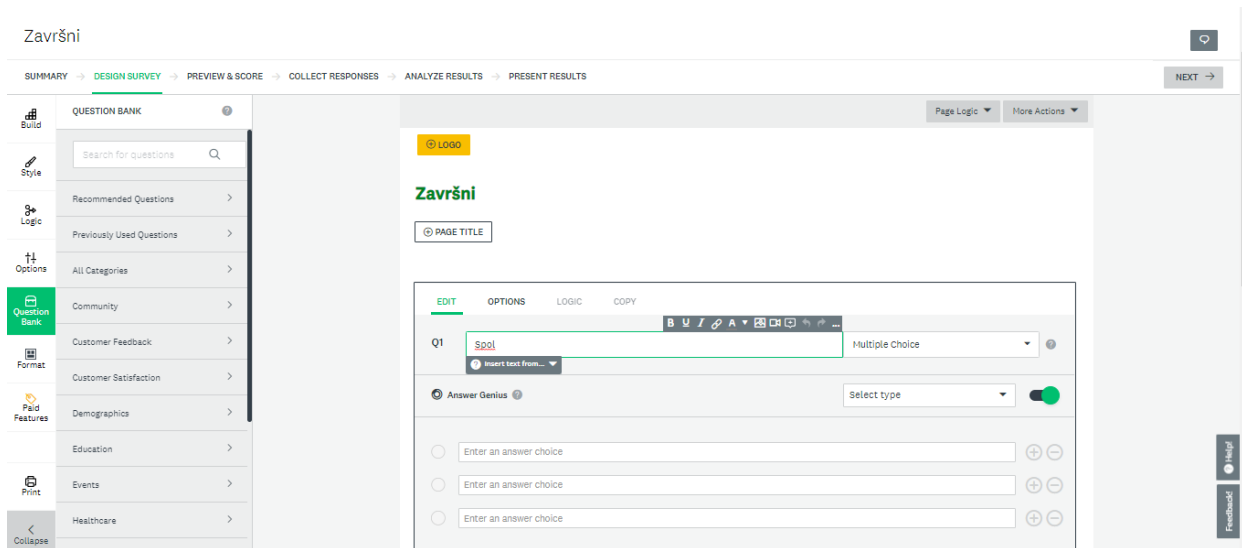 Završni
SUMMARY → DESIGN SURVEY → PREVIEW & SCORE → COLLECT RESPONSES → ANALYZE RESULTS → PRESENT RESULTS
NEXT →
Build
Style
Logic
Options
Question
Bank
Format
Paid
Features
Print
Collapse
QUESTION BANK
Search for questions
Recommended Questions
Previously Used Questions
All Categories
Community
Customer Feedback
Customer Satisfaction
Demographics
Education
Events
Healthcare
Page Logic
More Actions
LOGO
Završni
PAGE TITLE
EDIT OPTIONS LOGIC COPY
B U I A ...
Q1 Spol Multiple Choice
Insert text from...
Answer Genius Select type
Enter an answer choice
Enter an answer choice
Enter an answer choice
Help!
Feedback!